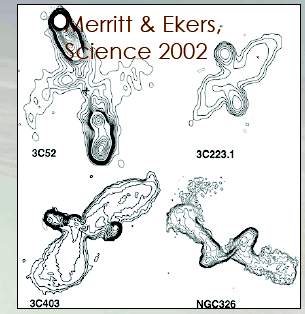 Merritt & Ekers,
Science 2002
3C52
3C223.1
3C403
NGC326